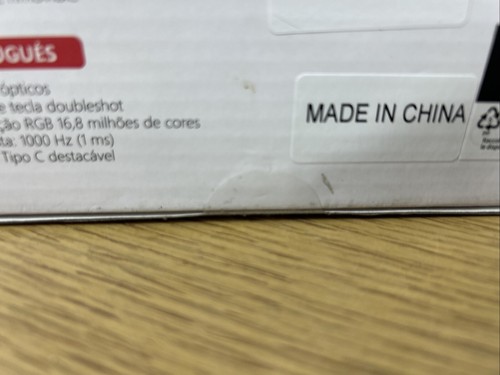 OGUÊS
ópticos
e tecla doubleshot
ção RGB 16,8 milhões de cores
ta: 1000 Hz (1 ms)
Tipo C destacável
MADE IN CHINA